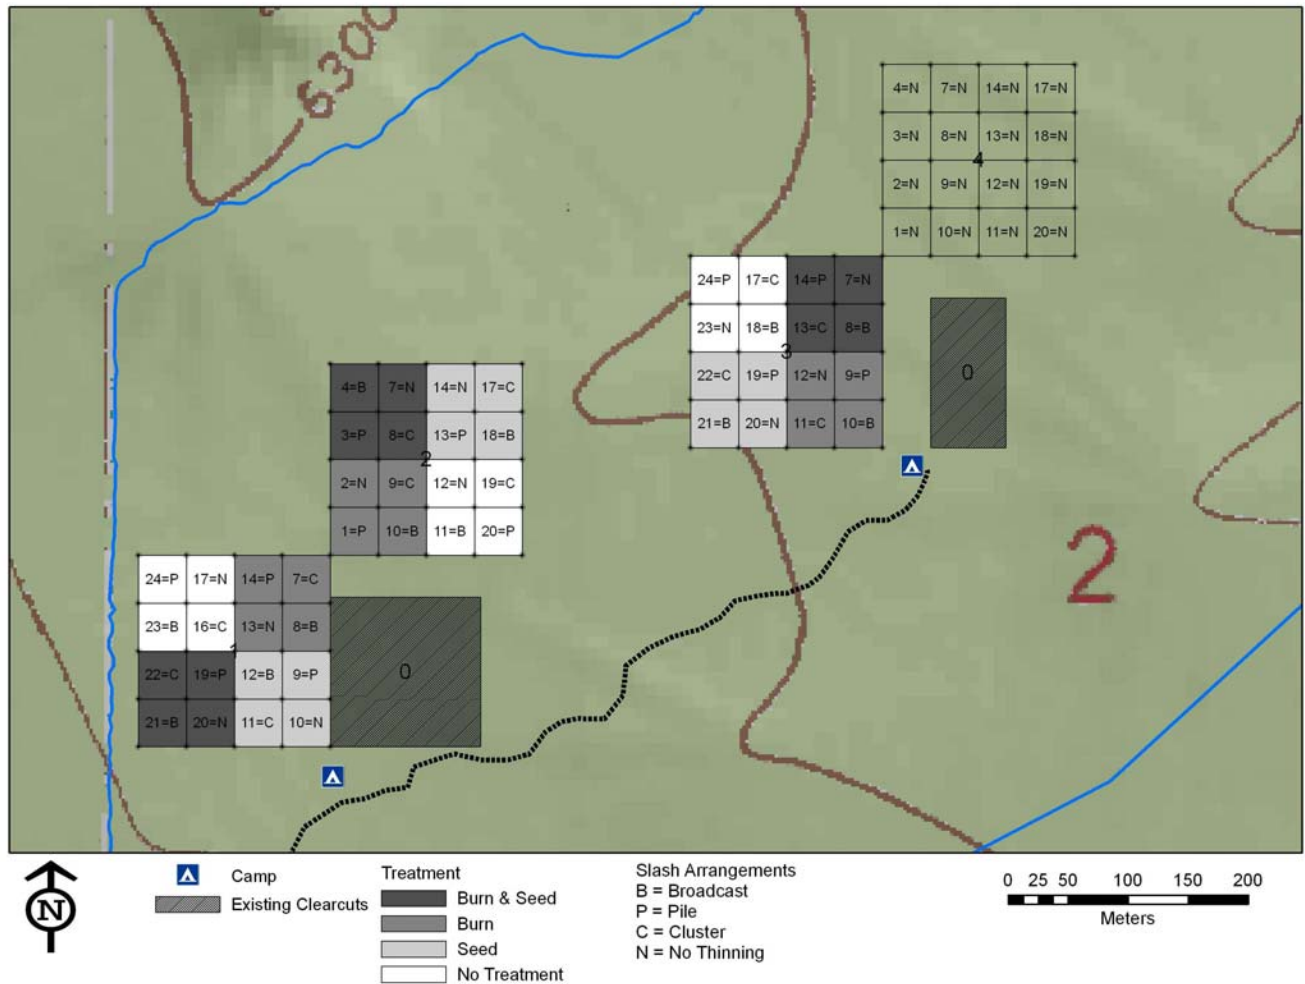 6300
4=N 7=N 14=N 17=N
3=N 8=N 13=N 18=N
4
2=N 9=N 12=N 19=N
1=N 10=N 11=N 20=N
24=P 17=C 14=P 7=N
23=N 18=B 13=C 8=B
3
22=C 19=P 12=N 9=P
21=B 20=N 11=C 10=B
0
4=B 7=N 14=N 17=C
3=P 8=C 13=P 18=B
2
2=N 9=C 12=N 19=C
1=P 10=B 11=B 20=P
2
24=P 17=N 14=P 7=C
23=B 16=C 13=N 8=B
1
22=C 19=P 12=B 9=P
21=B 20=N 11=C 10=N
0
N
Camp
Existing Clearcuts
Treatment
Burn & Seed
Burn
Seed
No Treatment
Slash Arrangements
B = Broadcast
P = Pile
C = Cluster
N = No Thinning
0 25 50 100 150 200
Meters